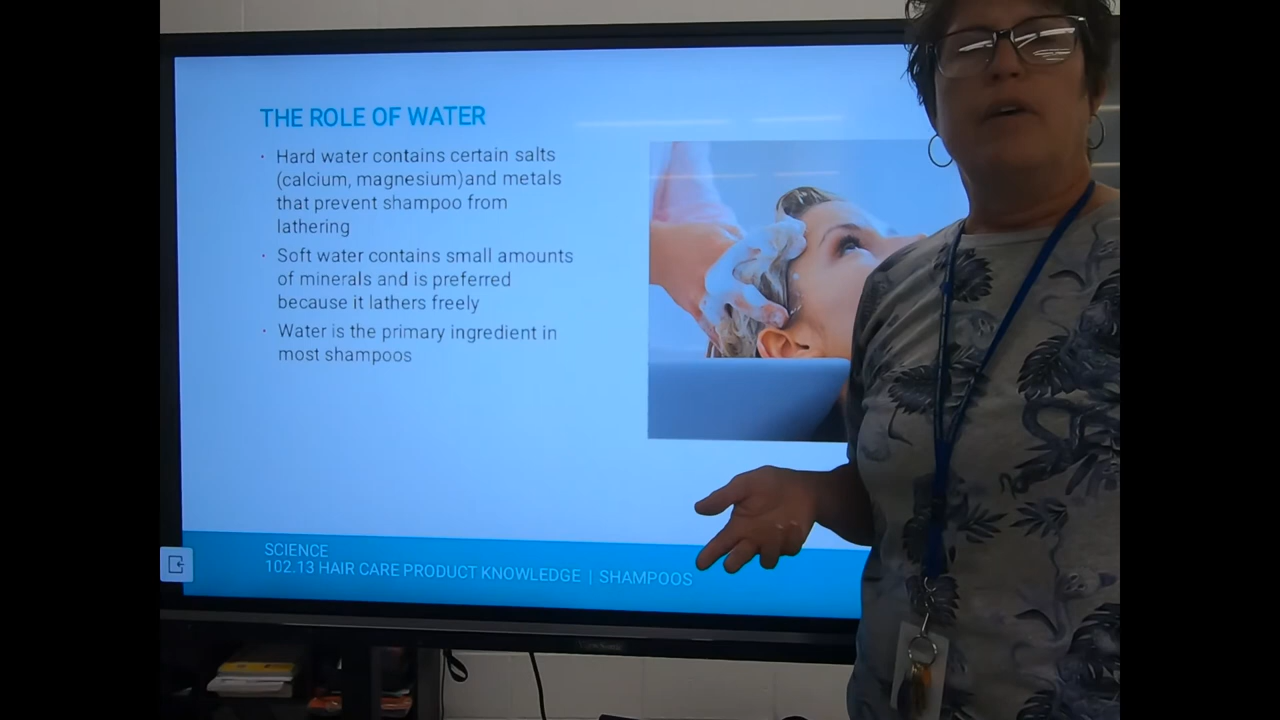 THE ROLE OF WATER
· Hard water contains certain salts
(calcium, magnesium)and metals
that prevent shampoo from
lathering
· Soft water contains small amounts
of minerals and is preferred
because it lathers freely
· Water is the primary ingredient in
most shampoos
SCIENCE
102.13 HAIR CARE PRODUCT KNOWLEDGE | SHAMPOOS